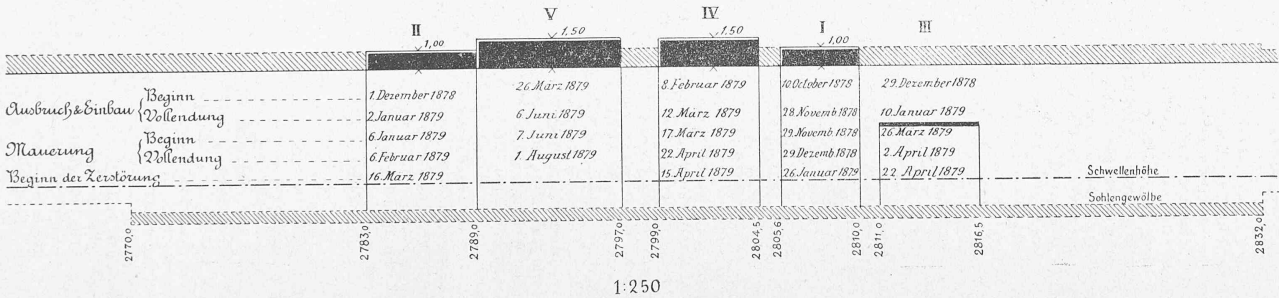 II V IV I III
1,00 1,50 1,50 1,00
26. März 1879 8. Februar 1879 10. October 1878 29. Dezember 1878
Ausbruch & Einbau { Beginn 1. Dezember 1878
Vollendung 2. Januar 1879 6. Juni 1879 12. März 1879 28. Novemb. 1878 10. Januar 1879
Mauerung { Beginn 6. Januar 1879 7. Juni 1879 17. März 1879 29. Novemb. 1878 26. März 1879
Vollendung 6. Februar 1879 1. August 1879 22. April 1879 29. Dezemb. 1878 2. April 1879
Beginn der Zerstörung 16. März 1879 15. April 1879 26. Januar 1879 22. April 1879 Schwellenhöhe
Sohlengewölbe
2770,0 2783,0 2789,0 2797,0 2799,0 2804,5 2805,6 2810,0 2811,0 2816,5 2832,0
1:250